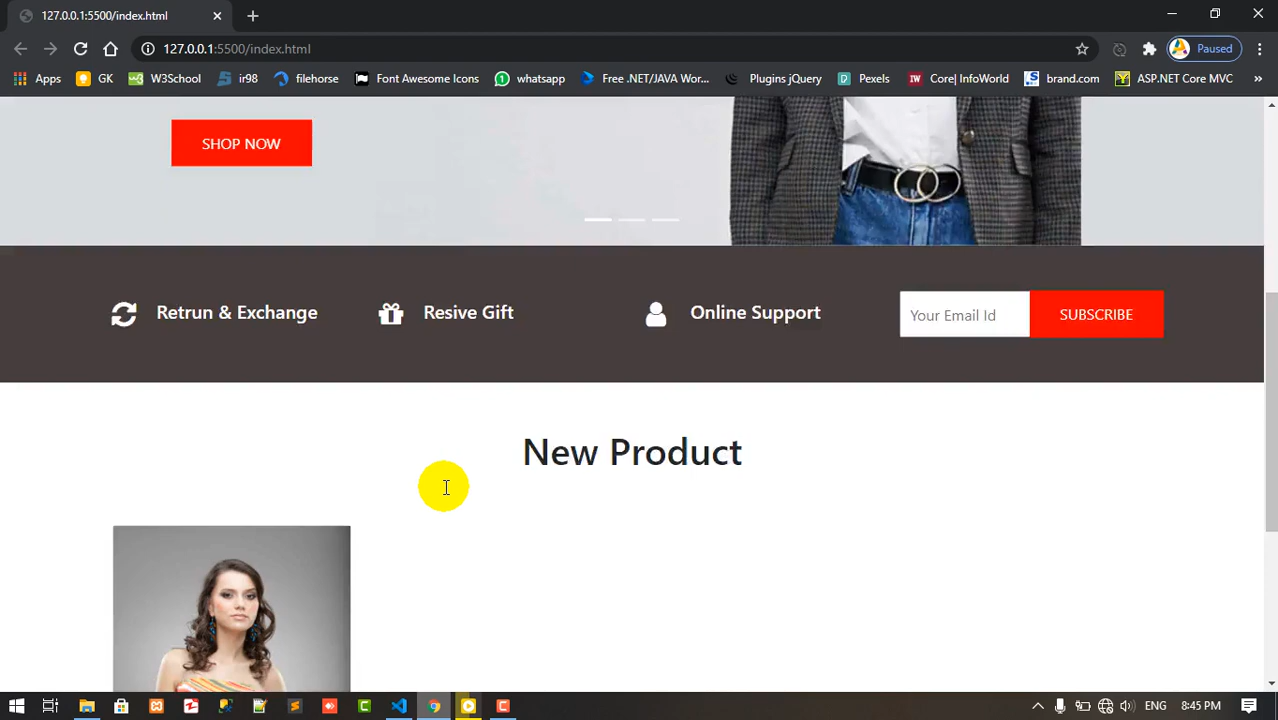 127.0.0.1:5500/index.html
127.0.0.1:5500/index.html
Paused
Apps
GK
W3School
ir98
filehorse
Font Awesome Icons
whatsapp
Free .NET/JAVA Wor...
Plugins jQuery
Pexels
Core| InfoWorld
brand.com
ASP.NET Core MVC
»
SHOP NOW
Retrun & Exchange
Resive Gift
Online Support
Your Email Id
SUBSCRIBE
New Product
ENG
8:45 PM